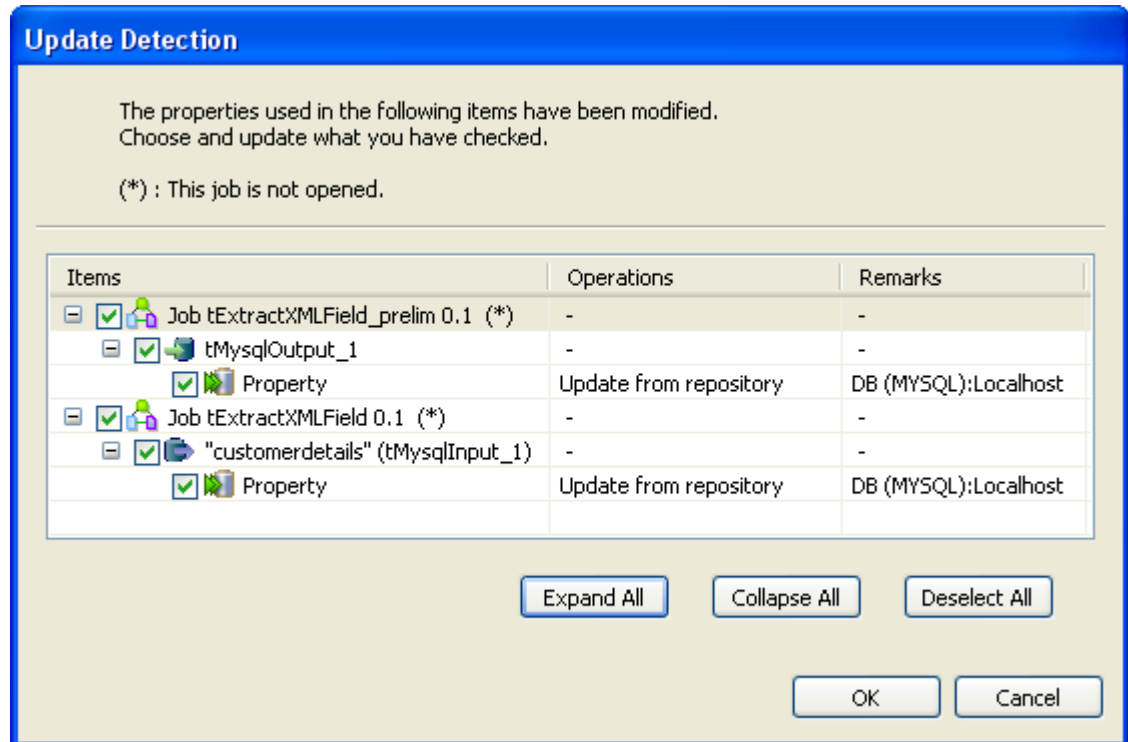 Update Detection
The properties used in the following items have been modified.
Choose and update what you have checked.
(*) : This job is not opened.
Items Operations Remarks
Job tExtractXMLField_prelim 0.1 (*) - -
tMysqlOutput_1 - -
Property Update from repository DB (MYSQL):Localhost
Job tExtractXMLField 0.1 (*) - -
"customerdetails" (tMysqlInput_1) - -
Property Update from repository DB (MYSQL):Localhost
Expand All Collapse All Deselect All
OK Cancel